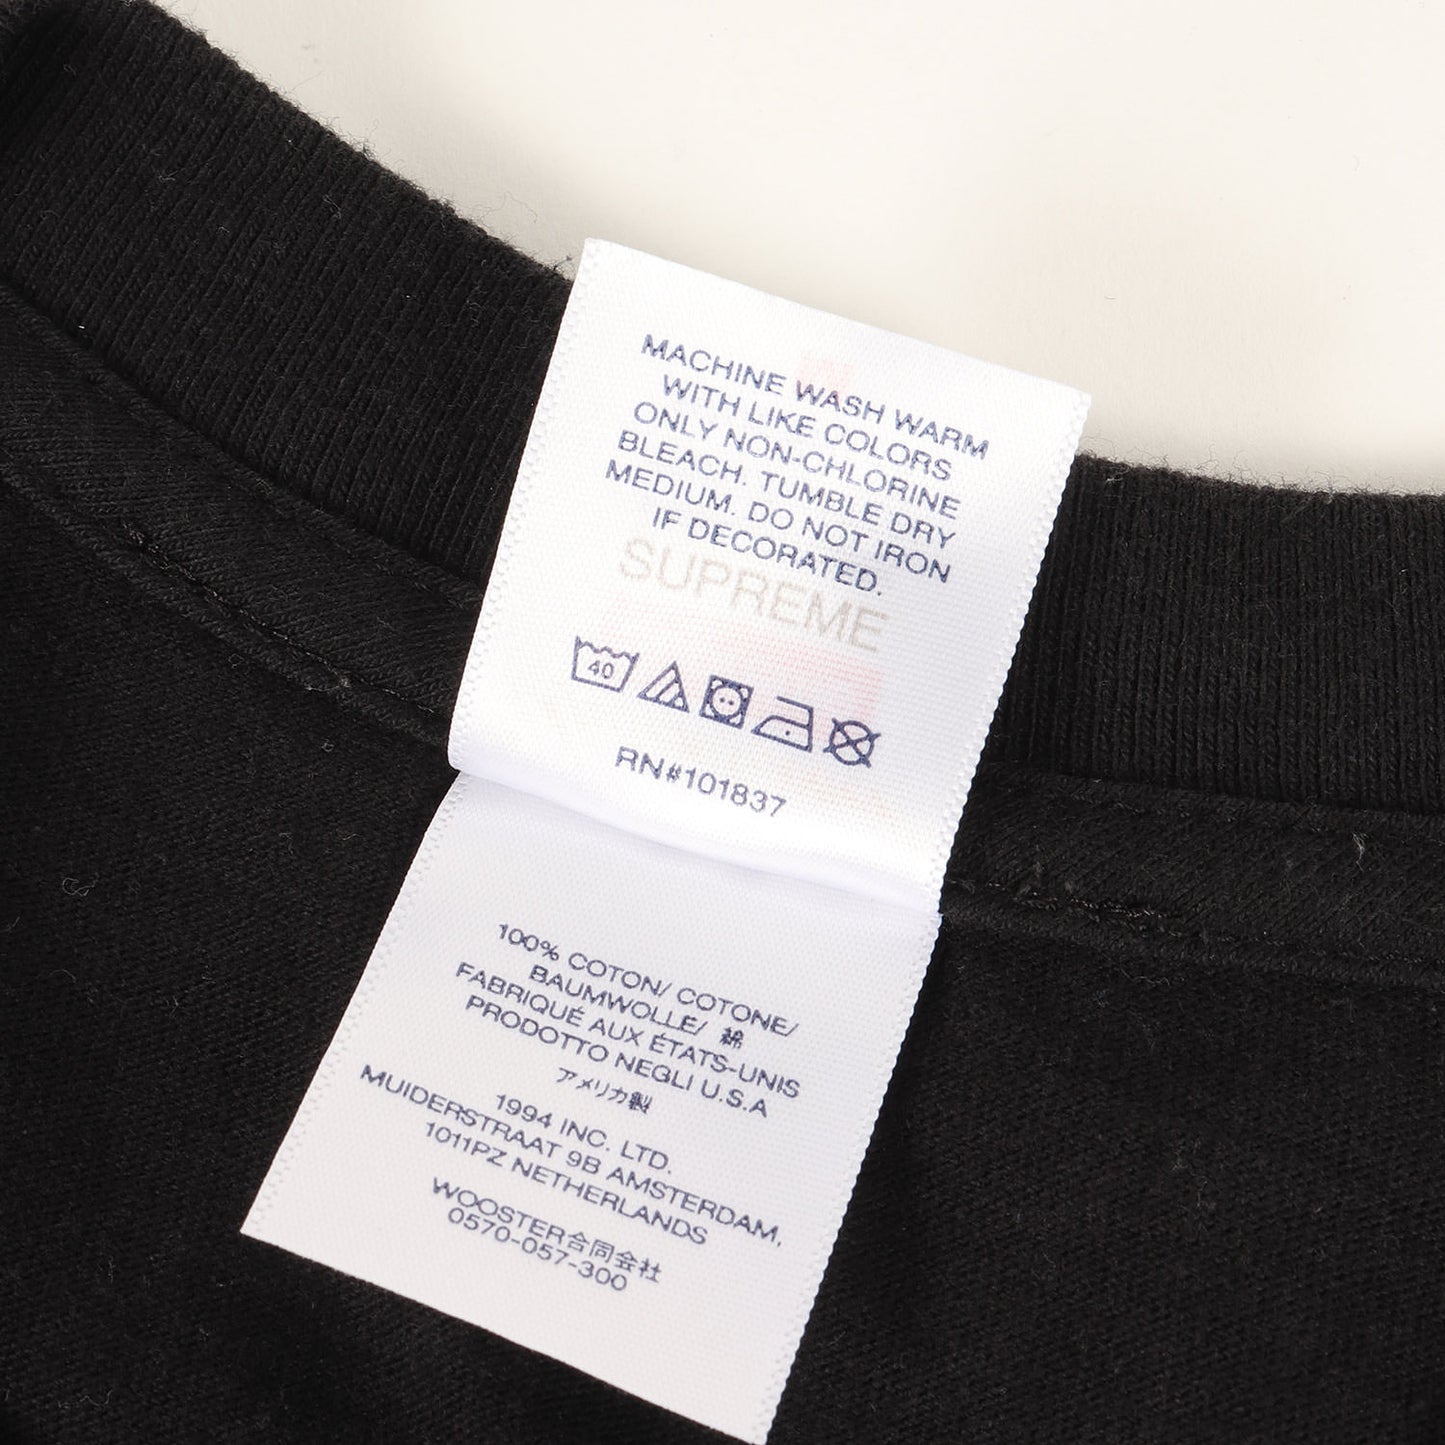 MACHINE WASH WARM
WITH LIKE COLORS
ONLY NON-CHLORINE
BLEACH. TUMBLE DRY
MEDIUM. DO NOT IRON
IF DECORATED.
SUPREME
40
RN#101837
100% COTON/ COTONE/
BAUMWOLLE/ 綿
FABRIQUÉ AUX ÉTATS-UNIS
PRODOTTO NEGLI U.S.A
アメリカ製
1994 INC. LTD.
MUIDERSTRAAT 9B AMSTERDAM,
1011PZ NETHERLANDS
WOOSTER合同会社
0570-057-300